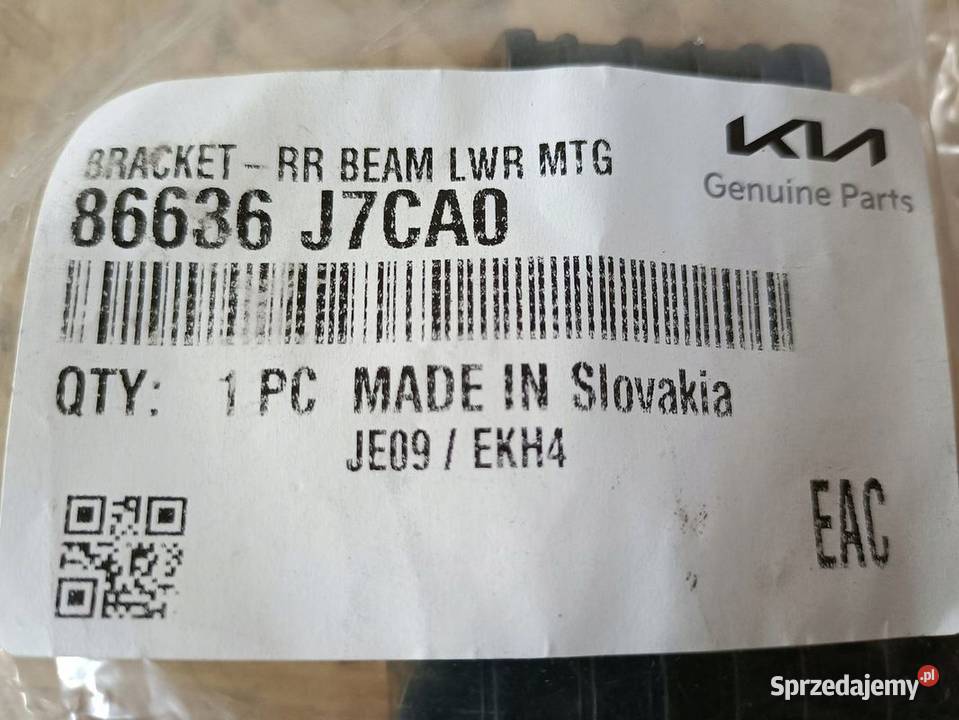 KIA
Genuine Parts
BRACKET - RR BEAM LWR MTG
86636 J7CA0
QTY: 1 PC MADE IN Slovakia
JE09 / EKH4
EAC
Sprzedajemy.pl